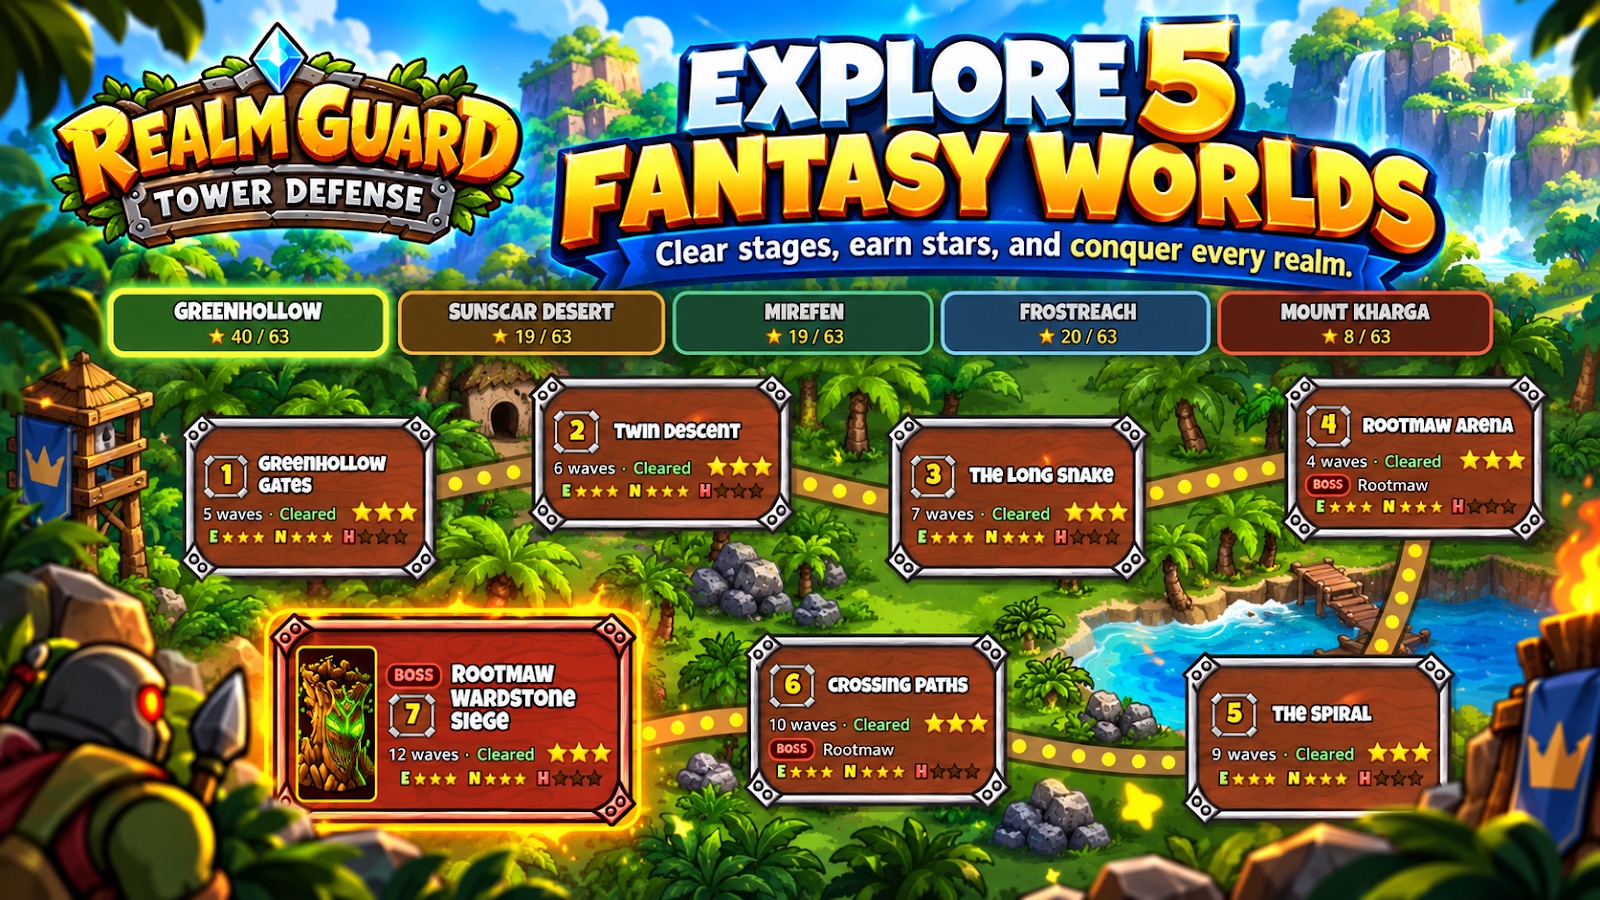 REALM GUARD
TOWER DEFENSE
EXPLORE 5
FANTASY WORLDS
Clear stages, earn stars, and conquer every realm.
GREENHOLLOW
★ 40 / 63
SUNSCAR DESERT
★ 19 / 63
MIREFEN
★ 19 / 63
FROSTREACH
★ 20 / 63
MOUNT KHARGA
★ 8 / 63
1
GREENHOLLOW
GATES
5 waves · Cleared ★★★
E★★★ N★★★ H☆☆☆
2 TWIN DESCENT
6 waves · Cleared ★★★
E★★★ N★★★ H☆☆☆
3 THE LONG SNAKE
7 waves · Cleared ★★★
E★★★ N★★★ H☆☆☆
4 ROOTMAW ARENA
4 waves · Cleared ★★★
BOSS Rootmaw
E★★★ N★★★ H☆☆☆
5 THE SPIRAL
9 waves · Cleared ★★★
E★★★ N★★★ H☆☆☆
6 CROSSING PATHS
10 waves · Cleared ★★★
BOSS Rootmaw
E★★★ N★★★ H☆☆☆
BOSS
7
ROOTMAW
WARDSTONE
SIEGE
12 waves · Cleared ★★★
E★★★ N★★★ H☆☆☆